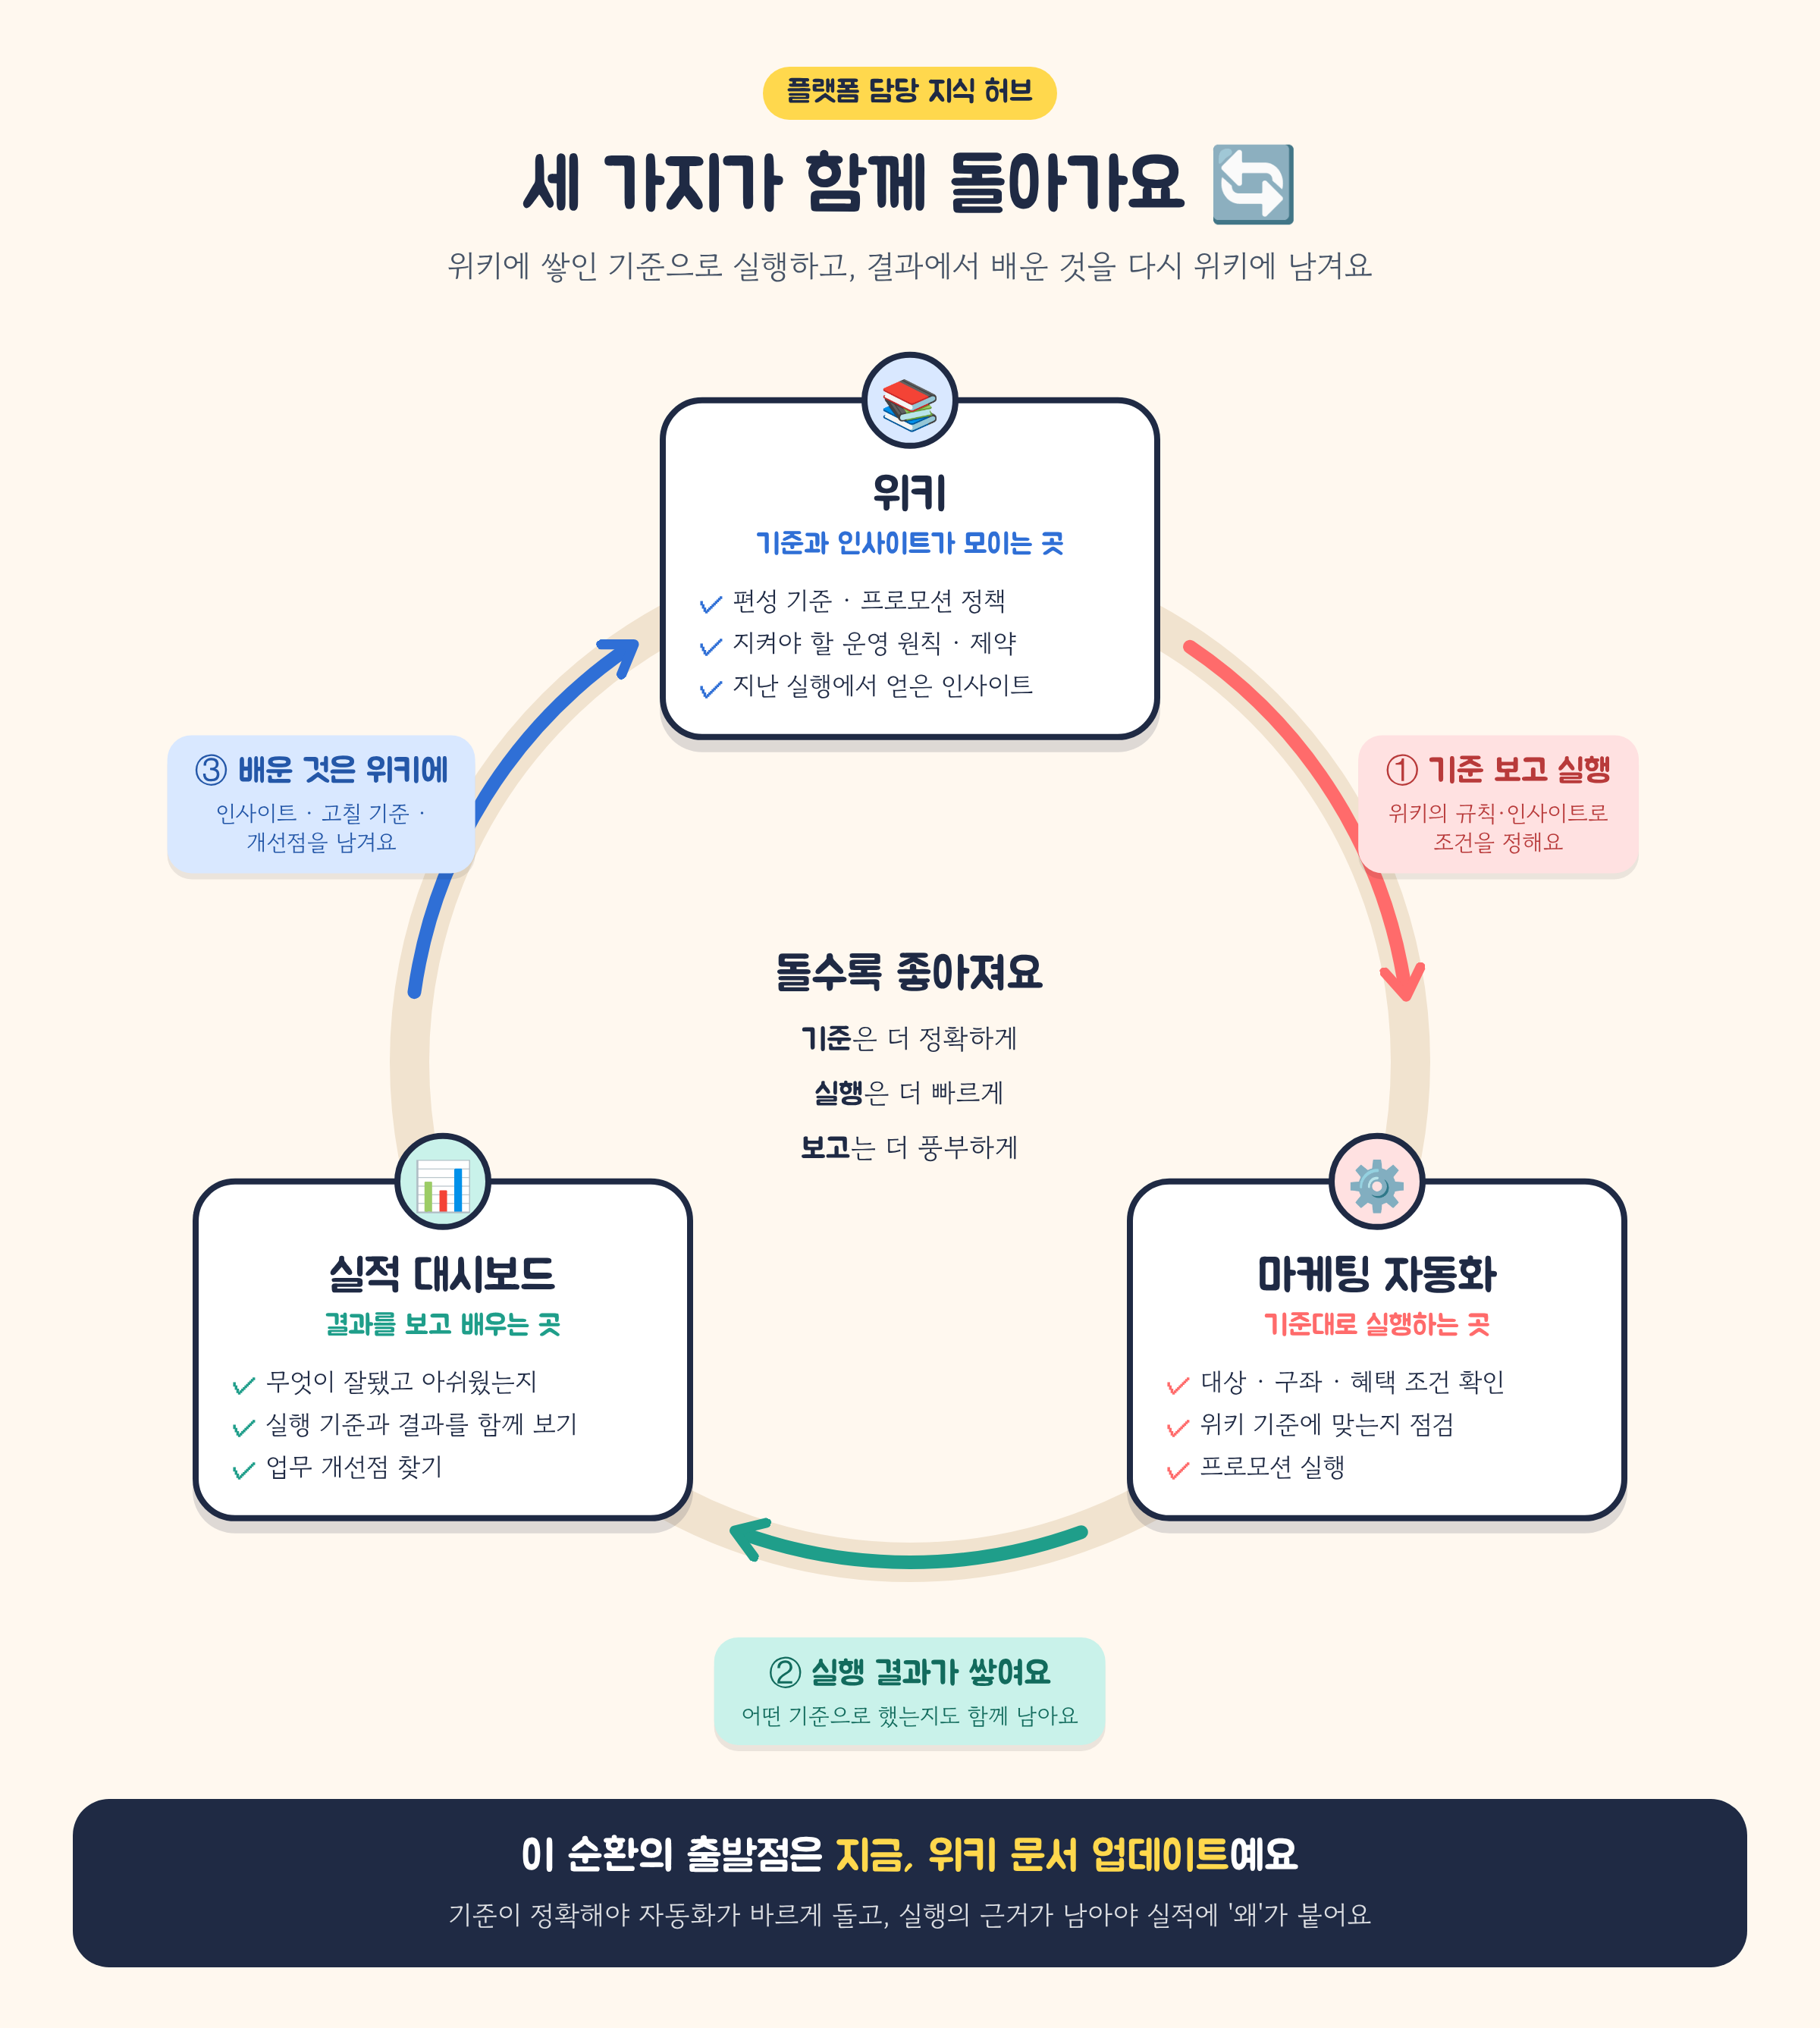 플랫폼 담당 지식 허브
세 가지가 함께 돌아가요
위키에 쌓인 기준으로 실행하고, 결과에서 배운 것을 다시 위키에 남겨요
위키
기준과 인사이트가 모이는 곳
✓ 편성 기준 · 프로모션 정책
✓ 지켜야 할 운영 원칙 · 제약
✓ 지난 실행에서 얻은 인사이트
① 기준 보고 실행
위키의 규칙·인사이트로
조건을 정해요
③ 배운 것은 위키에
인사이트 · 고칠 기준 ·
개선점을 남겨요
돌수록 좋아져요
기준은 더 정확하게
실행은 더 빠르게
보고는 더 풍부하게
마케팅 자동화
기준대로 실행하는 곳
✓ 대상 · 구좌 · 혜택 조건 확인
✓ 위키 기준에 맞는지 점검
✓ 프로모션 실행
실적 대시보드
결과를 보고 배우는 곳
✓ 무엇이 잘됐고 아쉬웠는지
✓ 실행 기준과 결과를 함께 보기
✓ 업무 개선점 찾기
② 실행 결과가 쌓여요
어떤 기준으로 했는지도 함께 남아요
이 순환의 출발점은 지금, 위키 문서 업데이트예요
기준이 정확해야 자동화가 바르게 돌고, 실행의 근거가 남아야 실적에 '왜'가 붙어요